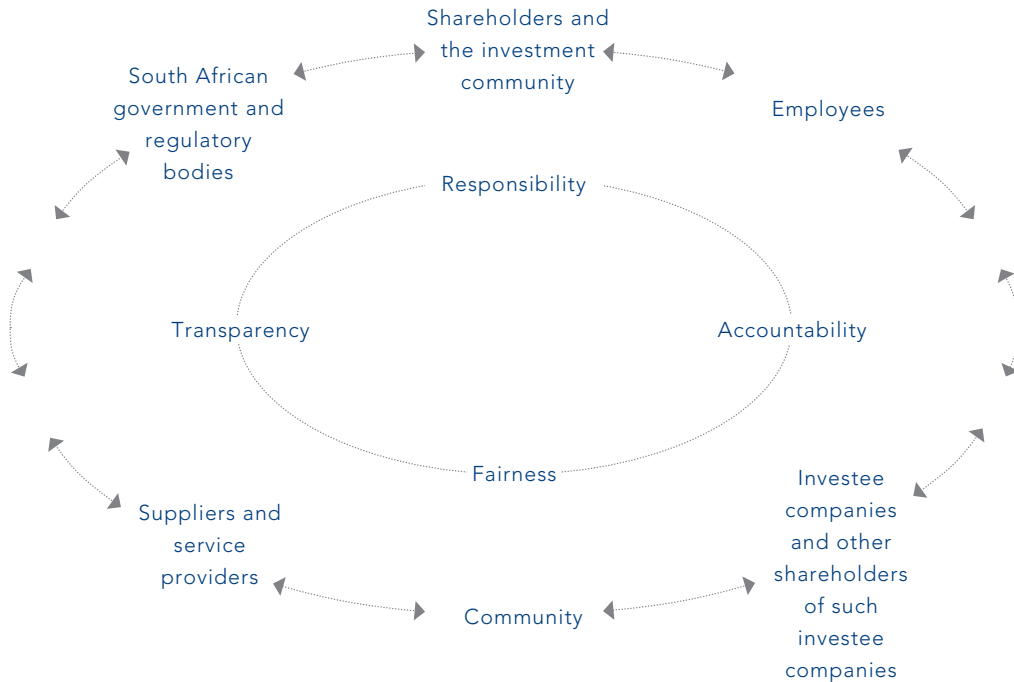 Shareholders and
the investment
community
South African
government and
regulatory
bodies
Employees
Responsibility
Transparency
Accountability
Fairness
Suppliers and
service
providers
Community
Investee
companies
and other
shareholders
of such
investee
companies